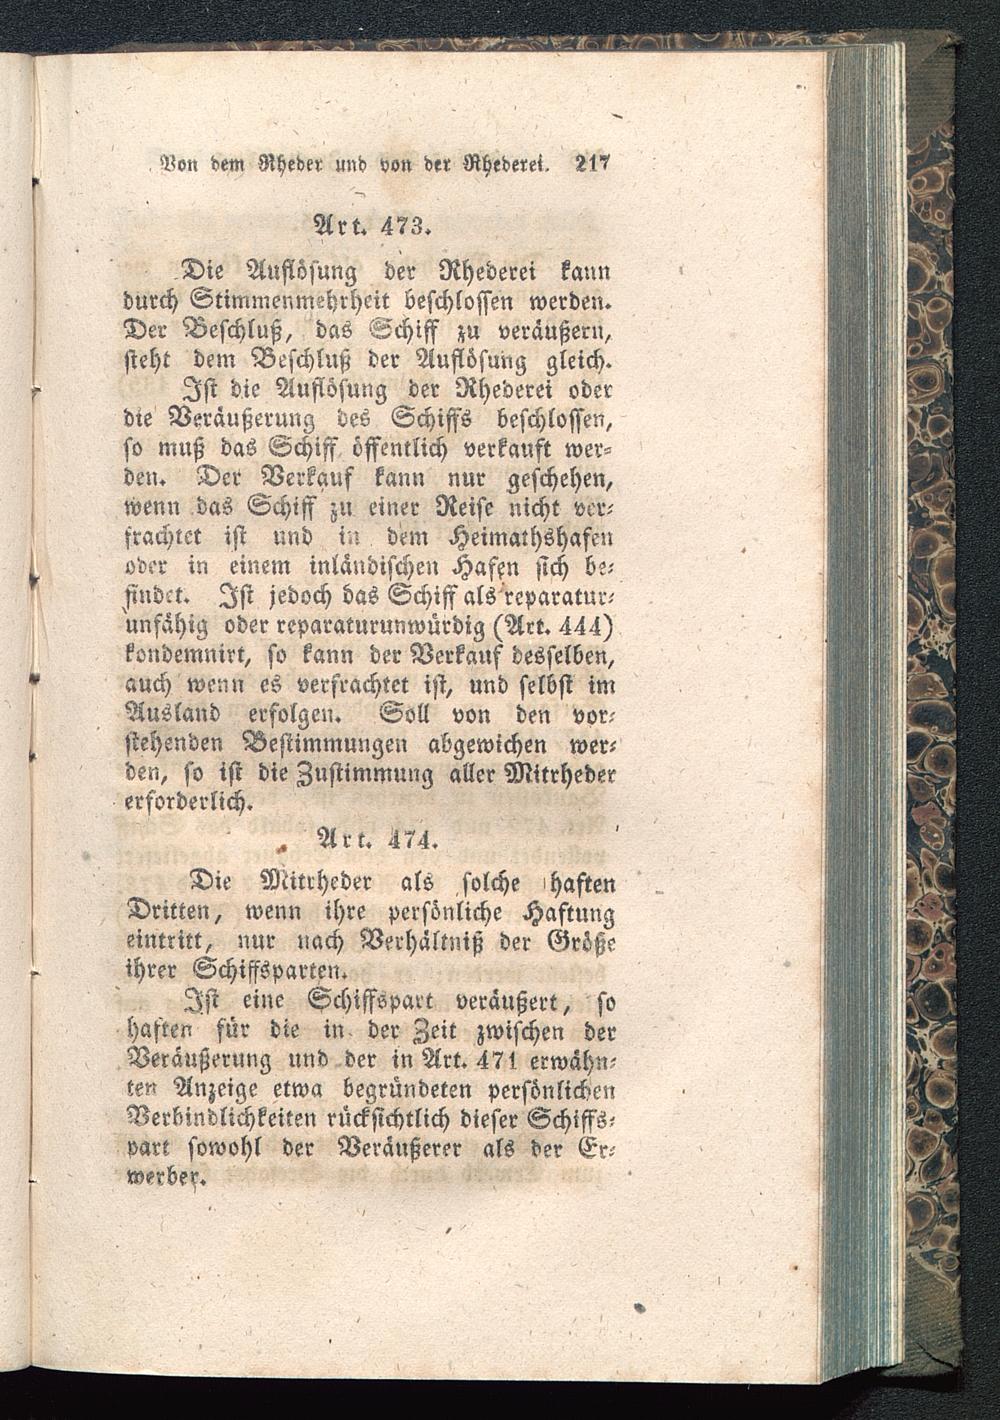 Von dem Rheder und von der Rhederei. 217
Art. 473.
Die Auflösung der Rhederei kann
durch Stimmenmehrheit beschlossen werden.
Der Beschluß, das Schiff zu veräußern,
steht dem Beschluß der Auflösung gleich.
Ist die Auflösung der Rhederei oder
die Veräußerung des Schiffs beschlossen,
so muß das Schiff öffentlich verkauft wer-
den. Der Verkauf kann nur geschehen,
wenn das Schiff zu einer Reise nicht ver-
frachtet ist und in dem Heimathshafen
oder in einem inländischen Hafen sich be-
findet. Ist jedoch das Schiff als reparatur-
unfähig oder reparaturunwürdig (Art. 444)
kondemnirt, so kann der Verkauf desselben,
auch wenn es verfrachtet ist, und selbst im
Ausland erfolgen. Soll von den vor-
stehenden Bestimmungen abgewichen wer-
den, so ist die Zustimmung aller Mitrheder
erforderlich.
Art. 474.
Die Mitrheder als solche haften
Dritten, wenn ihre persönliche Haftung
eintritt, nur nach Verhältniß der Größe
ihrer Schiffsparten.
Ist eine Schiffspart veräußert, so
haften für die in der Zeit zwischen der
Veräußerung und der in Art. 471 erwähn-
ten Anzeige etwa begründeten persönlichen
Verbindlichkeiten rücksichtlich dieser Schiffs-
part sowohl der Veräußerer als der Er-
werber.